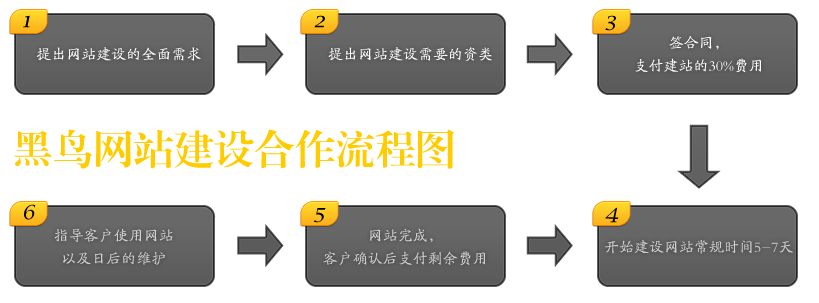 1
提出网站建设的全面需求
2
提出网站建设需要的资类
3
签合同，
支付建站的30%费用
黑鸟网站建设合作流程图
4
开始建设网站常规时间5-7天
5
网站完成，
客户确认后支付剩余费用
6
指导客户使用网站
以及日后的维护